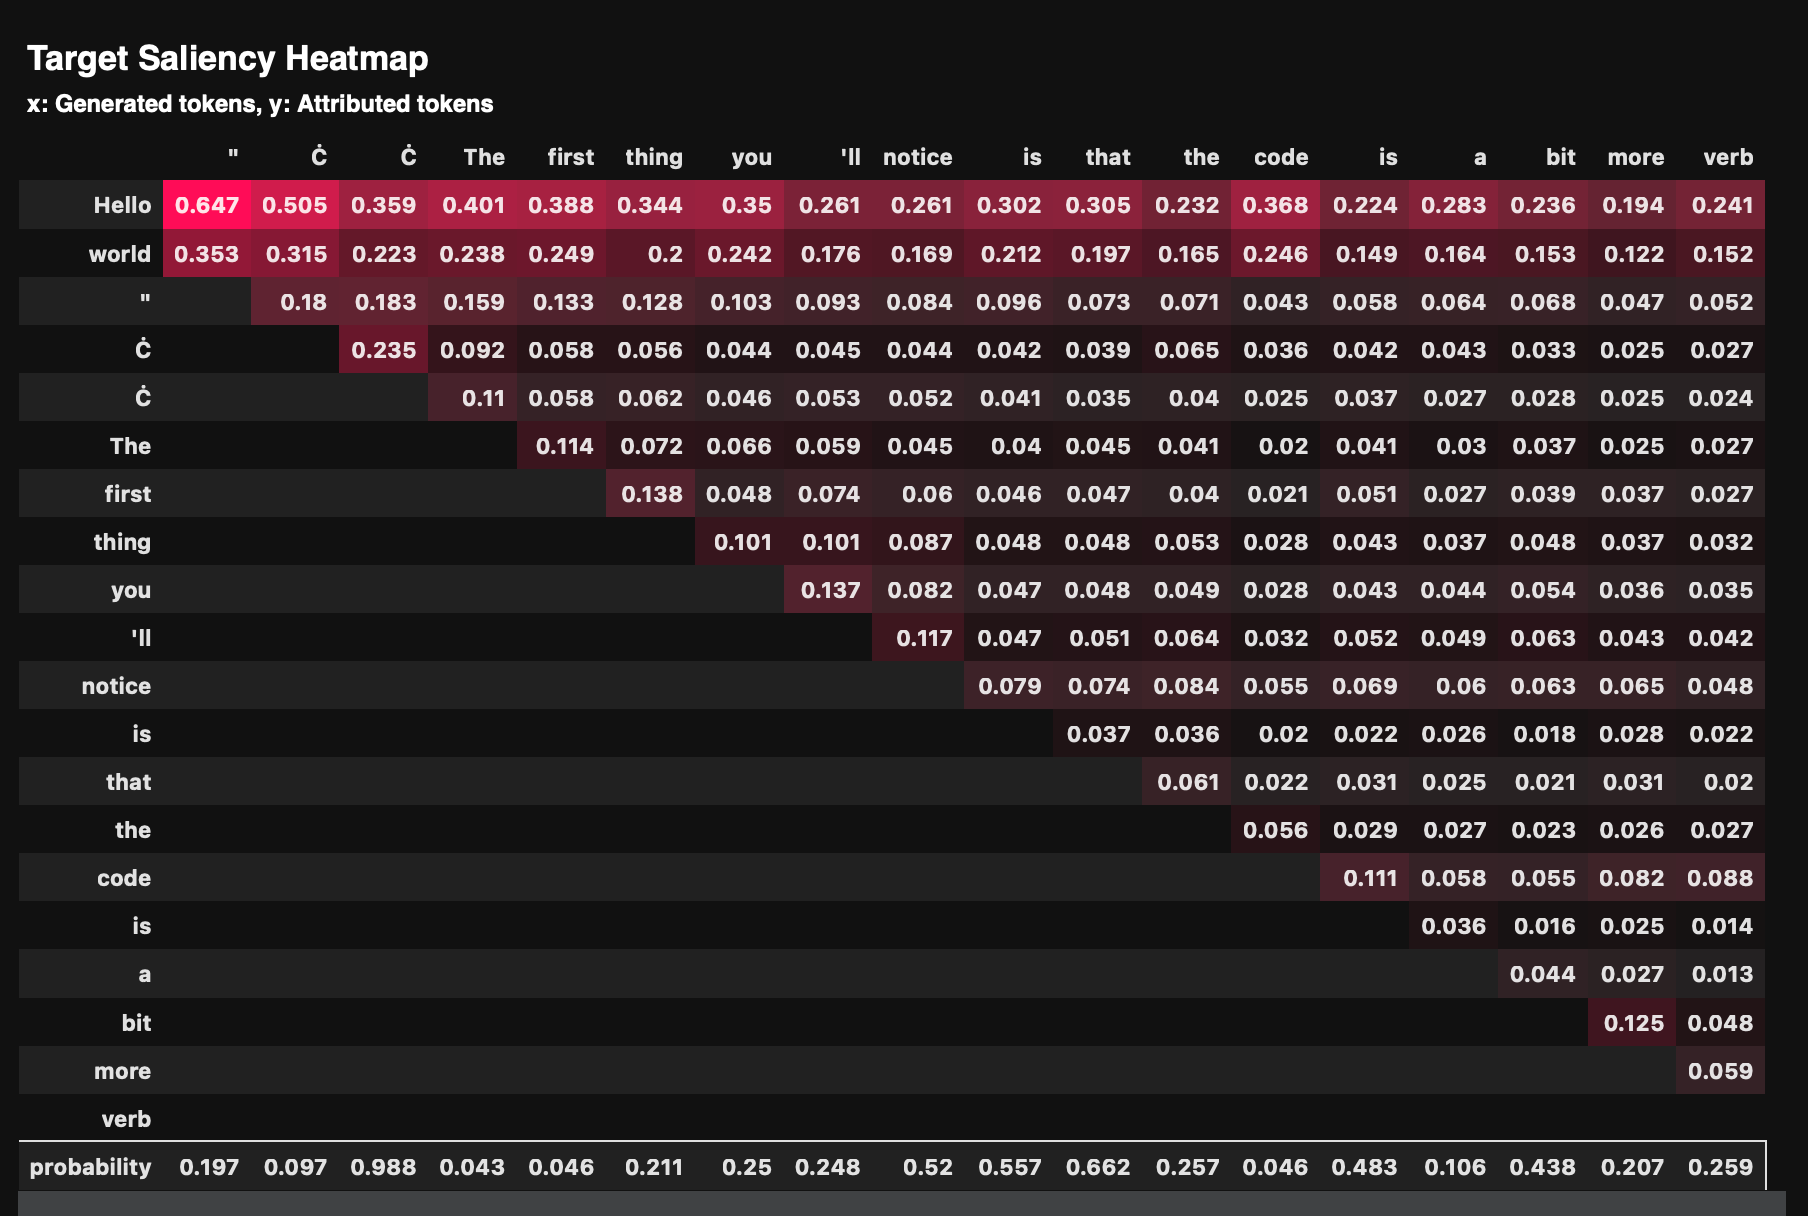 Target Saliency Heatmap
x: Generated tokens, y: Attributed tokens
" Ċ Ċ The first thing you 'll notice is that the code is a bit more verb
Hello 0.647 0.505 0.359 0.401 0.388 0.344 0.35 0.261 0.261 0.302 0.305 0.232 0.368 0.224 0.283 0.236 0.194 0.241
world 0.353 0.315 0.223 0.238 0.249 0.2 0.242 0.176 0.169 0.212 0.197 0.165 0.246 0.149 0.164 0.153 0.122 0.152
" 0.18 0.183 0.159 0.133 0.128 0.103 0.093 0.084 0.096 0.073 0.071 0.043 0.058 0.064 0.068 0.047 0.052
Ċ 0.235 0.092 0.058 0.056 0.044 0.045 0.044 0.042 0.039 0.065 0.036 0.042 0.043 0.033 0.025 0.027
Ċ 0.11 0.058 0.062 0.046 0.053 0.052 0.041 0.035 0.04 0.025 0.037 0.027 0.028 0.025 0.024
The 0.114 0.072 0.066 0.059 0.045 0.04 0.045 0.041 0.02 0.041 0.03 0.037 0.025 0.027
first 0.138 0.048 0.074 0.06 0.046 0.047 0.04 0.021 0.051 0.027 0.039 0.037 0.027
thing 0.101 0.101 0.087 0.048 0.048 0.053 0.028 0.043 0.037 0.048 0.037 0.032
you 0.137 0.082 0.047 0.048 0.049 0.028 0.043 0.044 0.054 0.036 0.035
'll 0.117 0.047 0.051 0.064 0.032 0.052 0.049 0.063 0.043 0.042
notice 0.079 0.074 0.084 0.055 0.069 0.06 0.063 0.065 0.048
is 0.037 0.036 0.02 0.022 0.026 0.018 0.028 0.022
that 0.061 0.022 0.031 0.025 0.021 0.031 0.02
the 0.056 0.029 0.027 0.023 0.026 0.027
code 0.111 0.058 0.055 0.082 0.088
is 0.036 0.016 0.025 0.014
a 0.044 0.027 0.013
bit 0.125 0.048
more 0.059
verb
probability 0.197 0.097 0.988 0.043 0.046 0.211 0.25 0.248 0.52 0.557 0.662 0.257 0.046 0.483 0.106 0.438 0.207 0.259